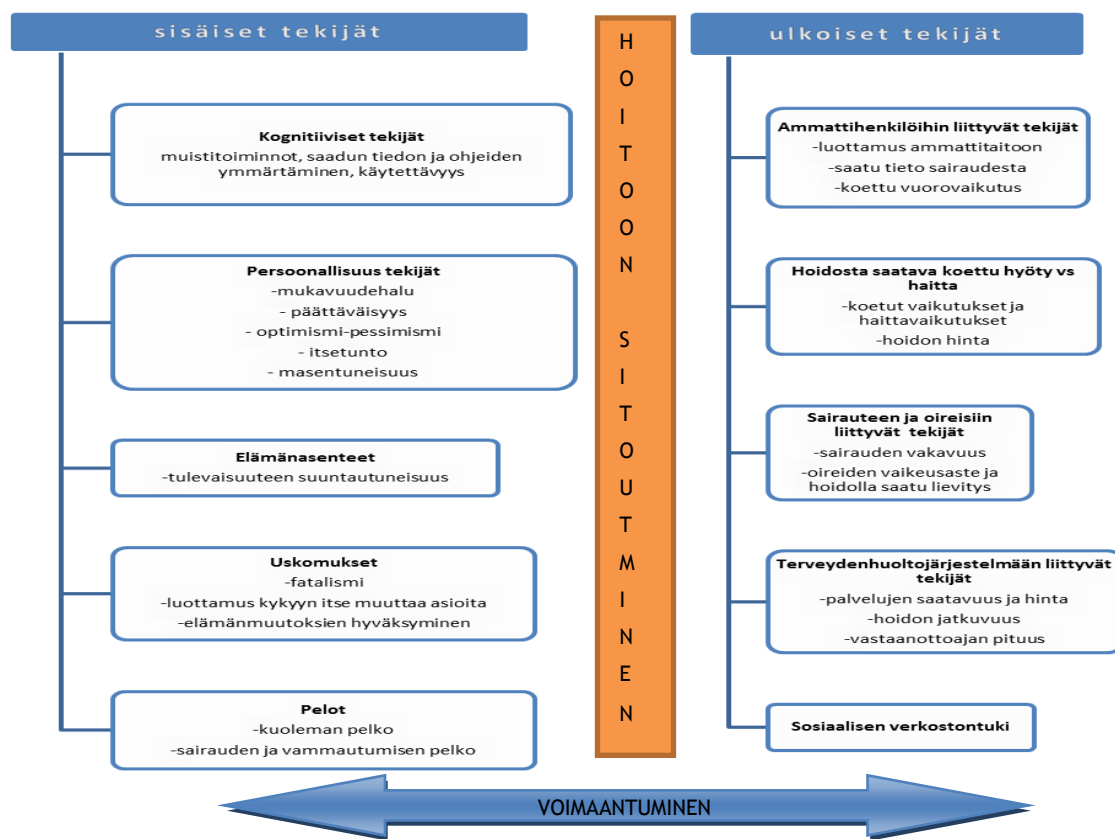 sisäiset tekijät
Kognitiiviset tekijät
muistitoiminnot, saadun tiedon ja ohjeiden
ymmärtäminen, käytettävyys
Persoonallisuus tekijät
-mukavuudehalu
- päättäväisyys
- optimismi-pessimismi
- itsetunto
- masentuneisuus
Elämänasenteet
-tulevaisuuteen suuntautuneisuus
Uskomukset
-fatalismi
-luottamus kykyyn itse muuttaa asioita
-elämänmuutoksien hyväksyminen
Pelot
-kuoleman pelko
-sairauden ja vammautumisen pelko
H
O
I
T
O
O
N
S
I
T
O
U
T
M
I
N
E
N
ulkoiset tekijät
Ammattihenkilöihin liittyvät tekijät
-luottamus ammattitaitoon
-saatu tieto sairaudesta
-koettu vuorovaikutus
Hoidosta saatava koettu hyöty vs
haitta
-koetut vaikutukset ja
haittavaikutukset
-hoidon hinta
Sairauteen ja oireisiin
liittyvät tekijät
-sairauden vakavuus
-oireiden vaikeusaste ja
hoidolla saatu lievitys
Terveydenhuoltojärjestelmään liittyvät
tekijät
-palvelujen saatavuus ja hinta
-hoidon jatkuvuus
-vastaanottoajan pituus
Sosiaalisen verkostontuki
VOIMAANTUMINEN